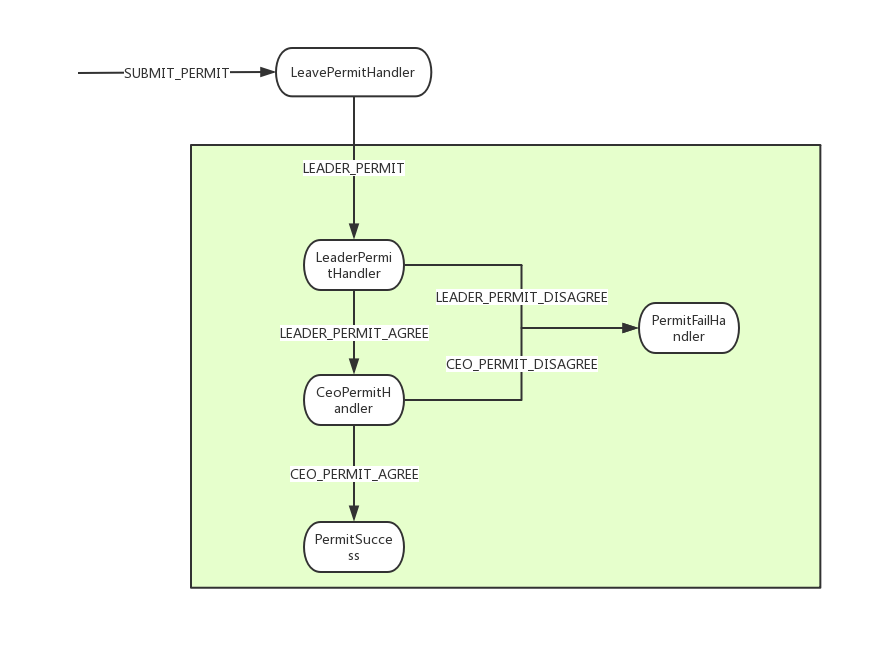 SUBMIT_PERMIT
LeavePermitHandler
LEADER_PERMIT
LeaderPermi
tHandler
LEADER_PERMIT_DISAGREE
PermitFailHa
ndler
LEADER_PERMIT_AGREE
CEO_PERMIT_DISAGREE
CeoPermitH
andler
CEO_PERMIT_AGREE
PermitSucce
ss